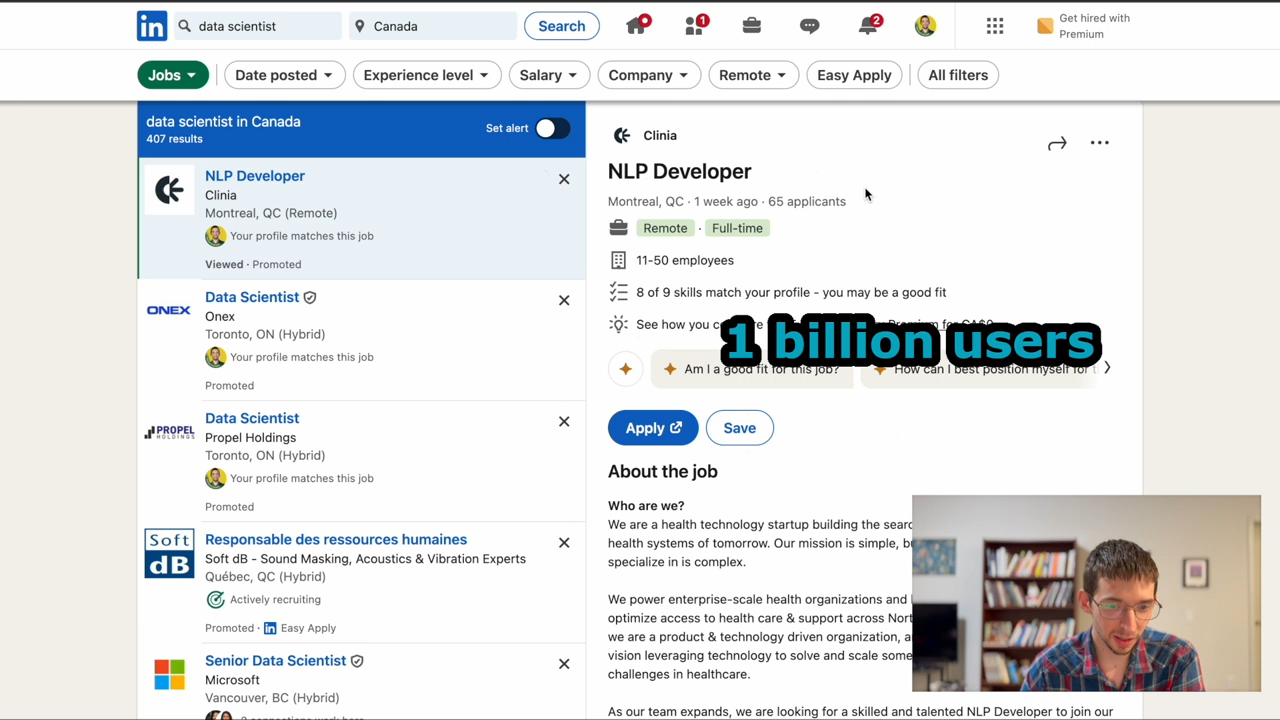 in
data scientist
Canada
Search
1
2
Get hired with
Premium
Jobs
Date posted
Experience level
Salary
Company
Remote
Easy Apply
All filters
data scientist in Canada
407 results
Set alert
NLP Developer
Clinia
Montreal, QC (Remote)
Your profile matches this job
Viewed · Promoted
ONEX
Data Scientist
Onex
Toronto, ON (Hybrid)
Your profile matches this job
Promoted
PROPEL
HOLDINGS
Data Scientist
Propel Holdings
Toronto, ON (Hybrid)
Your profile matches this job
Promoted
Soft
dB
Responsable des ressources humaines
Soft dB - Sound Masking, Acoustics & Vibration Experts
Québec, QC (Hybrid)
Actively recruiting
Promoted · in Easy Apply
Senior Data Scientist
Microsoft
Vancouver, BC (Hybrid)
Clinia
NLP Developer
Montreal, QC · 1 week ago · 65 applicants
Remote · Full-time
11-50 employees
8 of 9 skills match your profile - you may be a good fit
See how you
1 billion users
Am I a good fit for this job?
How can I best position myself for
Apply
Save
About the job
Who are we?
We are a health technology startup building the
health systems of tomorrow. Our mission is simple,
specialize in is complex.
We power enterprise-scale health organizations and
optimize access to health care & support across
we are a product & technology driven organization,
vision leveraging technology to solve and scale
challenges in healthcare.
As our team expands, we are looking for a skilled and talented NLP Developer to join our